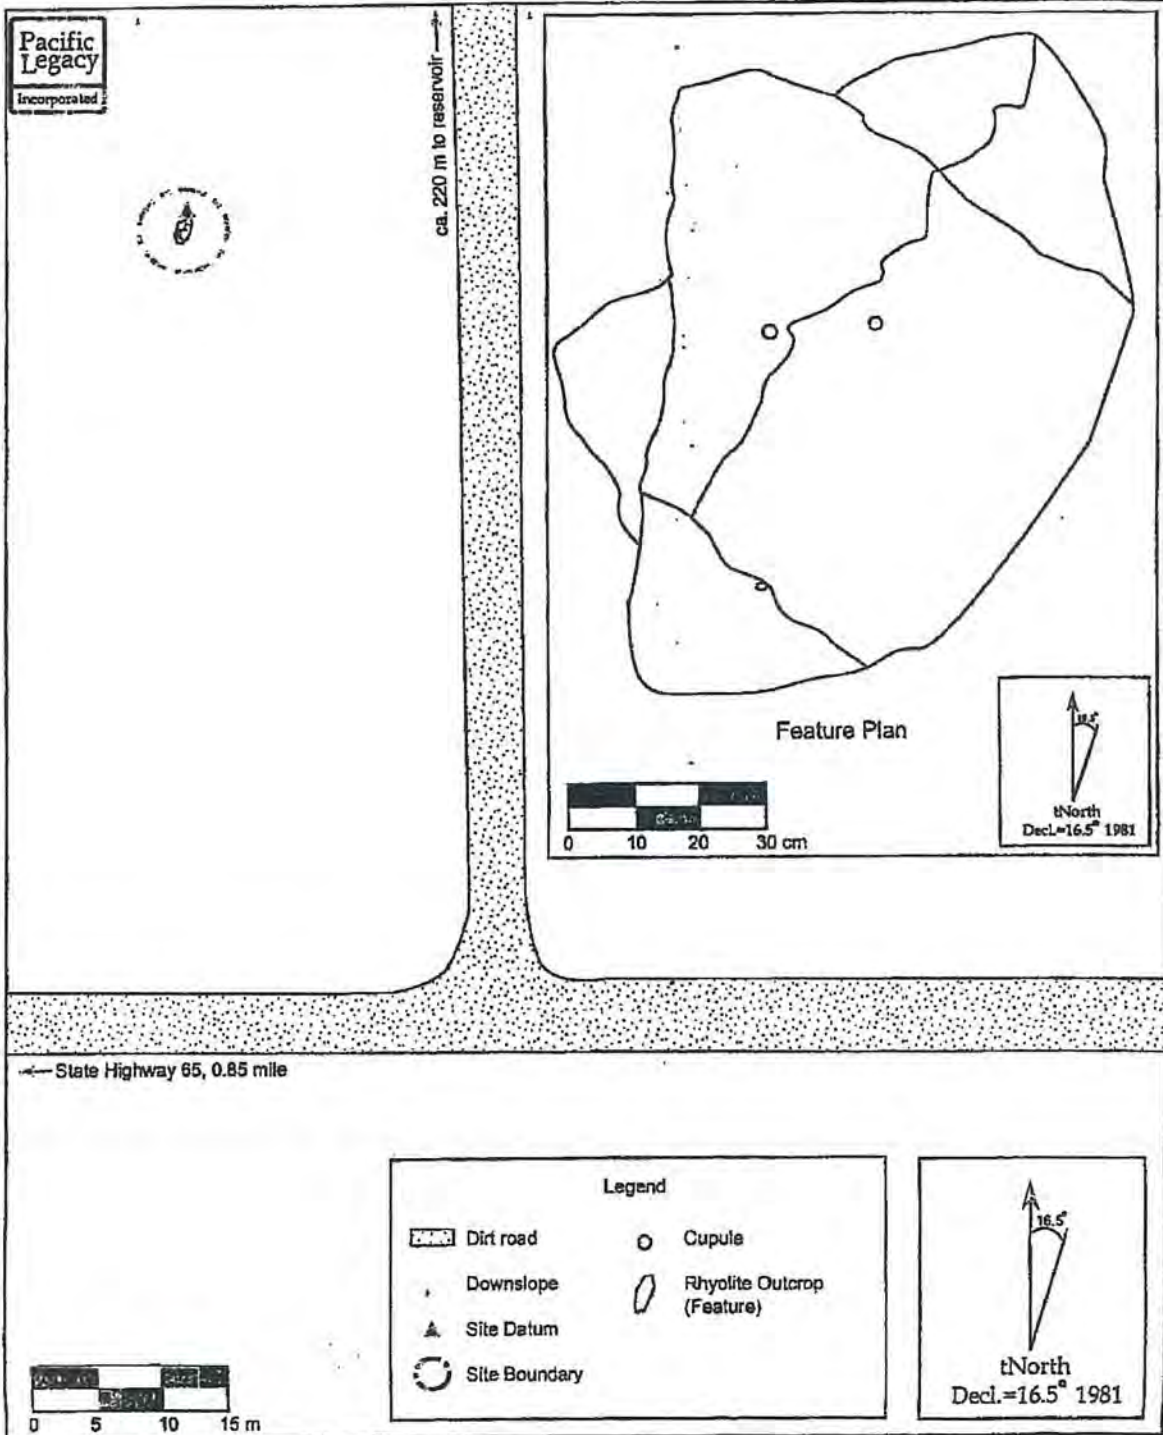 Pacific
Legacy
Incorporated
ca. 220 m to reservoir
Feature Plan
0 10 20 30 cm
16.5°
tNorth
Decl.=16.5° 1981
State Highway 65, 0.85 mile
Legend
Dirt road
Cupule
Downslope
Rhyolite Outcrop
(Feature)
Site Datum
Site Boundary
0 5 10 15 m
16.5°
tNorth
Decl.=16.5° 1981